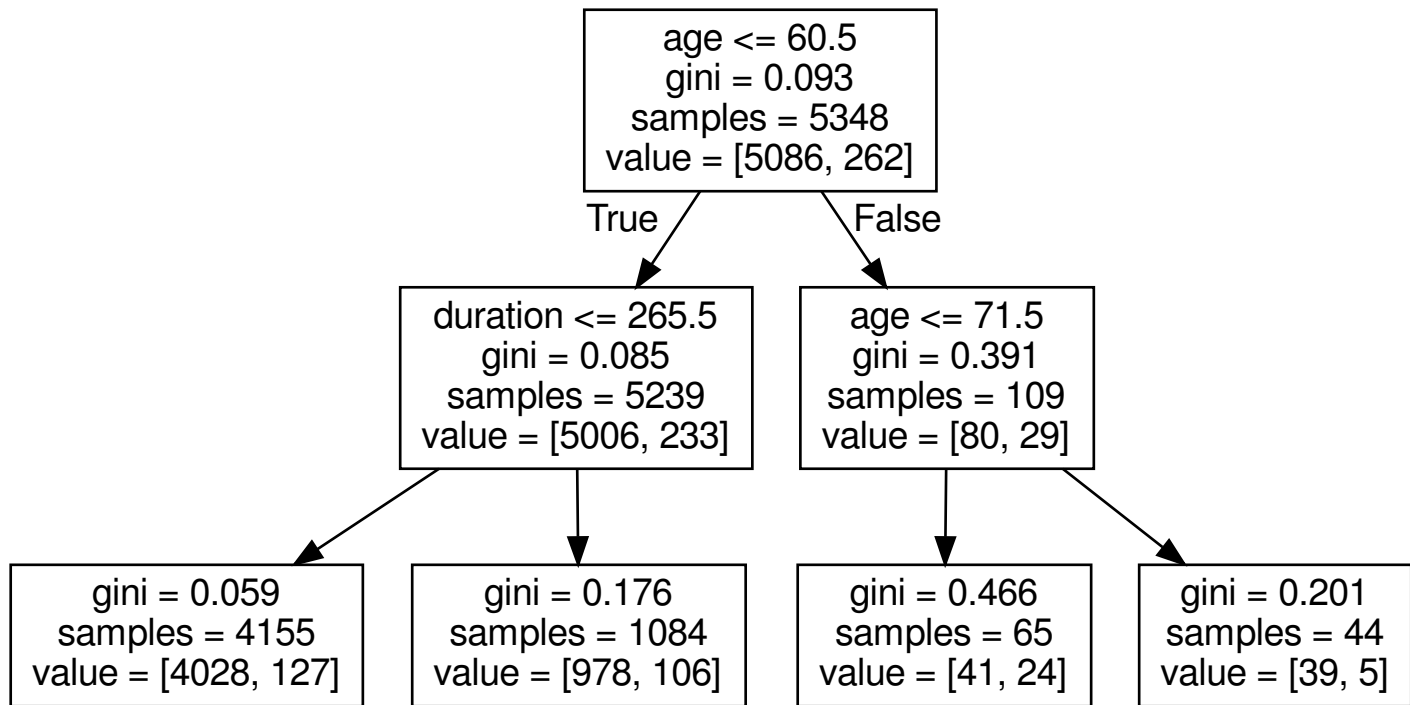 age <= 60.5
gini = 0.093
samples = 5348
value = [5086, 262]
True
False
duration <= 265.5
gini = 0.085
samples = 5239
value = [5006, 233]
age <= 71.5
gini = 0.391
samples = 109
value = [80, 29]
gini = 0.059
samples = 4155
value = [4028, 127]
gini = 0.176
samples = 1084
value = [978, 106]
gini = 0.466
samples = 65
value = [41, 24]
gini = 0.201
samples = 44
value = [39, 5]